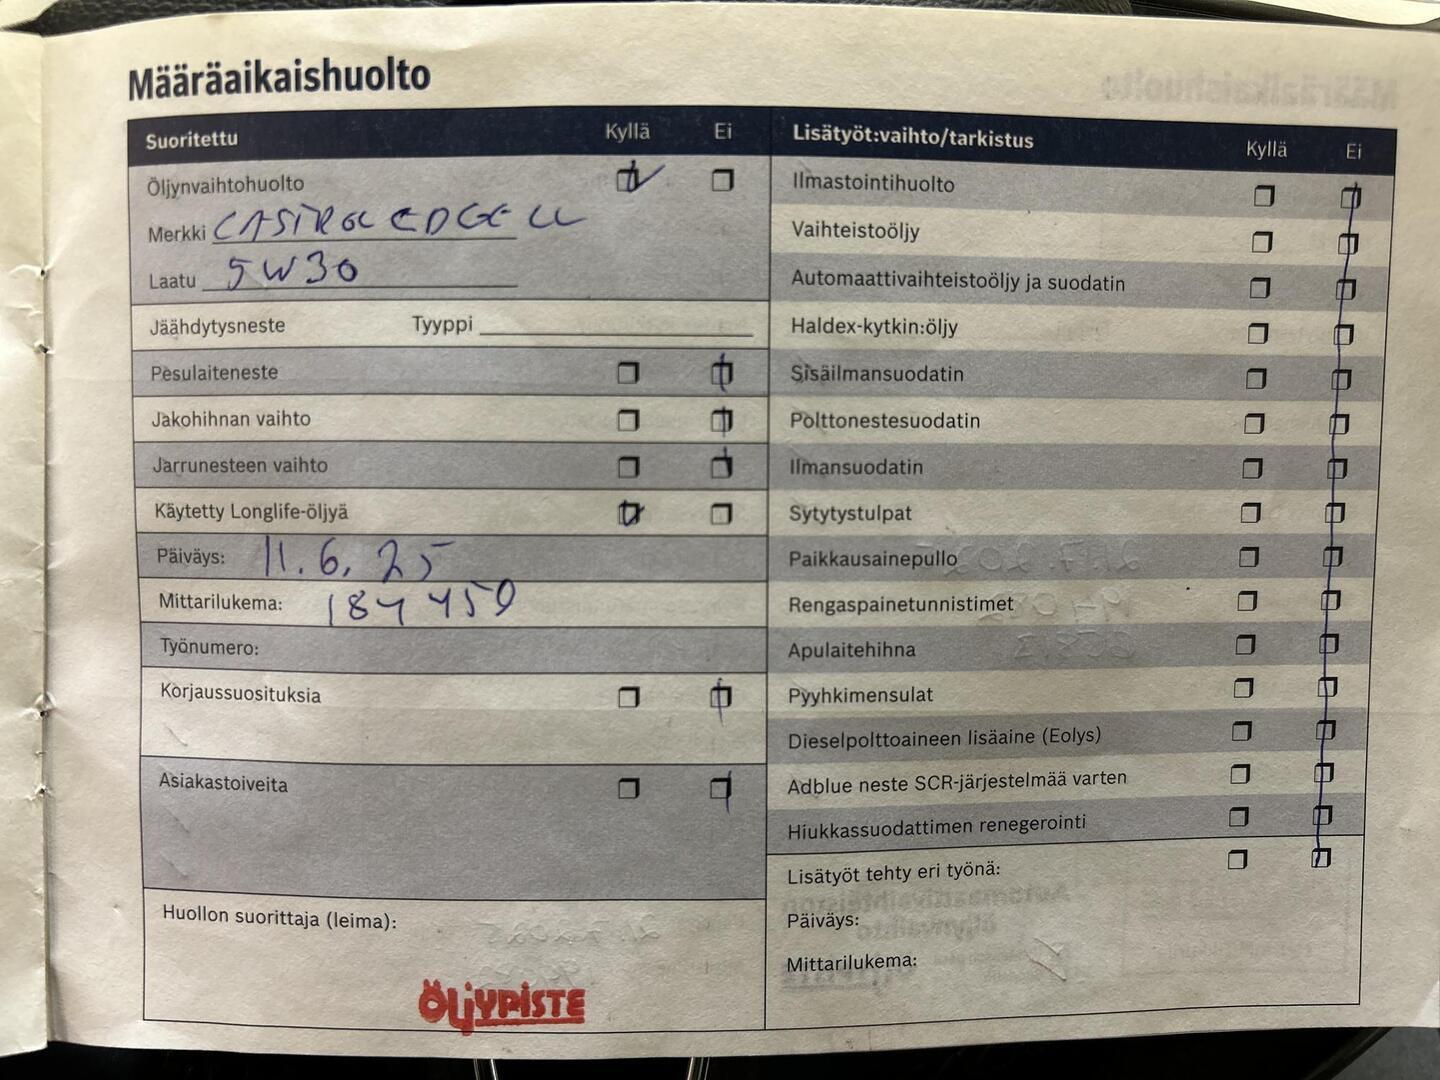 Määräaikaishuolto
Suoritettu Kyllä Ei
Öljynvaihtohuolto
Merkki CASTROL EDGE LL
Laatu 5W30
Jäähdytysneste Tyyppi
Pesulaiteneste
Jakohihnan vaihto
Jarrunesteen vaihto
Käytetty Longlife-öljyä
Päiväys: 11.6.25
Mittarilukema: 184450
Työnumero:
Korjaussuosituksia
Asiakastoiveita
Huollon suorittaja (leima):
ÖljyPiSTE
Lisätyöt:vaihto/tarkistus Kyllä Ei
Ilmastointihuolto
Vaihteistoöljy
Automaattivaihteistoöljy ja suodatin
Haldex-kytkin:öljy
Sisäilmansuodatin
Polttonestesuodatin
Ilmansuodatin
Sytytystulpat
Paikkausainepullo
Rengaspainetunnistimet
Apulaitehihna
Pyyhkimensulat
Dieselpolttoaineen lisäaine (Eolys)
Adblue neste SCR-järjestelmää varten
Hiukkassuodattimen renegerointi
Lisätyöt tehty eri työnä:
Päiväys:
Mittarilukema: